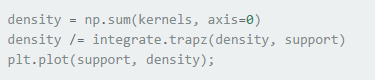 density = np.sum(kernels, axis=0)
density /= integrate.trapz(density, support)
plt.plot(support, density);